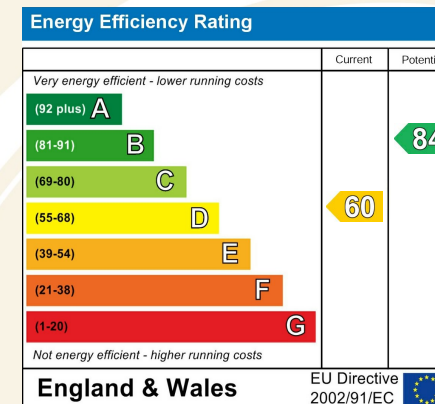 Energy Efficiency Rating
Current Potenti
Very energy efficient - lower running costs
(92 plus) A
(81-91) B
84
(69-80) C
(55-68) D
60
(39-54) E
(21-38) F
(1-20) G
Not energy efficient - higher running costs
England & Wales
EU Directive
2002/91/EC